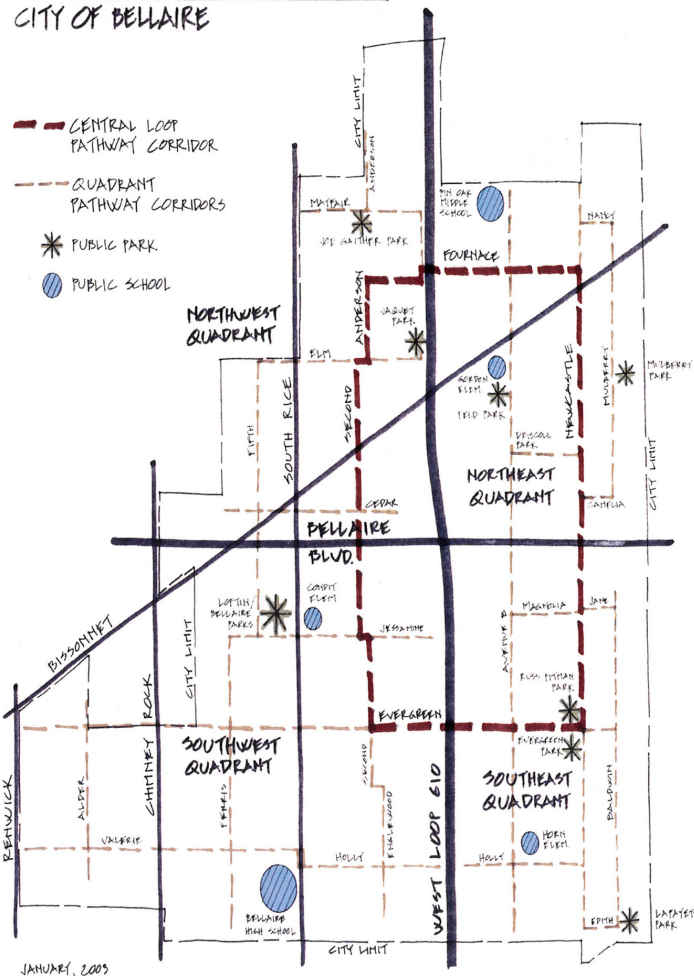 CITY OF BELLAIRE
CENTRAL LOOP
PATHWAY CORRIDOR
QUADRANT
PATHWAY CORRIDORS
PUBLIC PARK
PUBLIC SCHOOL
CITY LIMIT
ANDERSON
MAYFAIR
JOE GAITHER PARK
PIN OAK
MIDDLE
SCHOOL
NANCY
FOURNACE
NORTHWEST
QUADRANT
ANDERSON
JAQUET
PARK
ELM
GORDON
ELEM.
FELD PARK
NEWCASTLE
MULBERRY
MULBERRY
PARK
FIFTH
SOUTH RICE
SECOND
DRISCOLL
PARK
NORTHEAST
QUADRANT
CITY LIMIT
CEDAR
CAMELIA
BELLAIRE
BLVD.
LOFTIN/
BELLAIRE
PARKS
CONDIT
ELEM.
JESSAMINE
MAGNOLIA
JANE
AVENUE B
BISSONNET
CITY LIMIT
RUSS PITMAN
PARK
EVERGREEN
EVERGREEN
PARK
SOUTHWEST
QUADRANT
SOUTHEAST
QUADRANT
RENWICK
ALDER
CHIMNEY ROCK
FERRIS
SECOND
ENGLEWOOD
WEST LOOP 610
BALDWIN
VALERIE
HOLLY
HOLLY
HORN
ELEM.
BELLAIRE
HIGH SCHOOL
EDITH
LAFAYET
PARK
CITY LIMIT
JANUARY, 2003